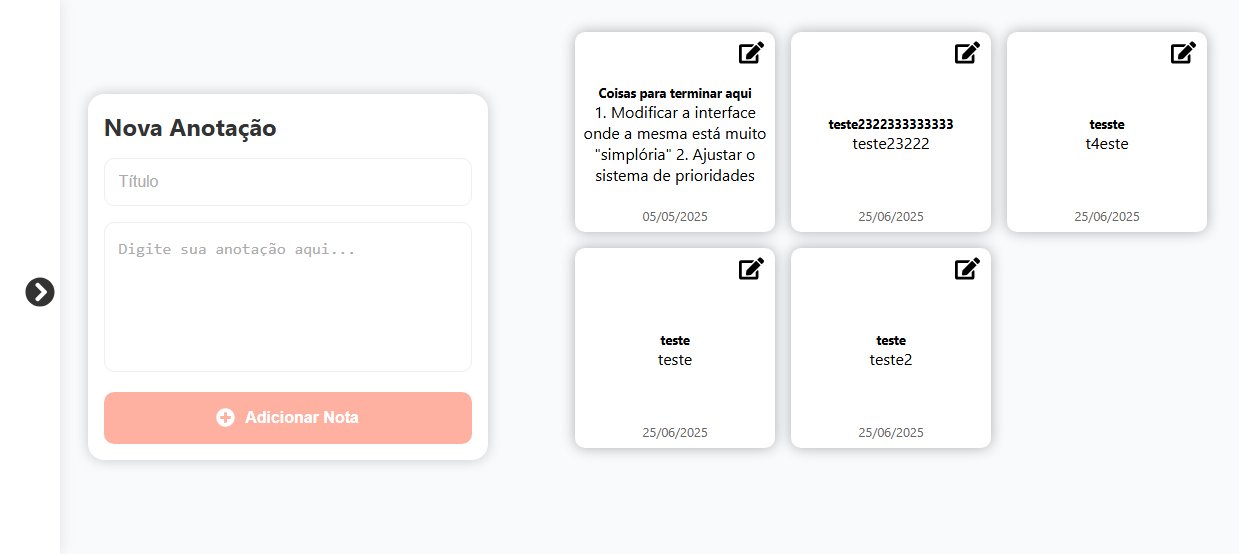 Nova Anotação
Título
Digite sua anotação aqui...
Adicionar Nota
Coisas para terminar aqui
1. Modificar a interface
onde a mesma está muito
"simplória" 2. Ajustar o
sistema de prioridades
05/05/2025
teste2322333333333
teste23222
25/06/2025
tesste
t4este
25/06/2025
teste
teste
25/06/2025
teste
teste2
25/06/2025